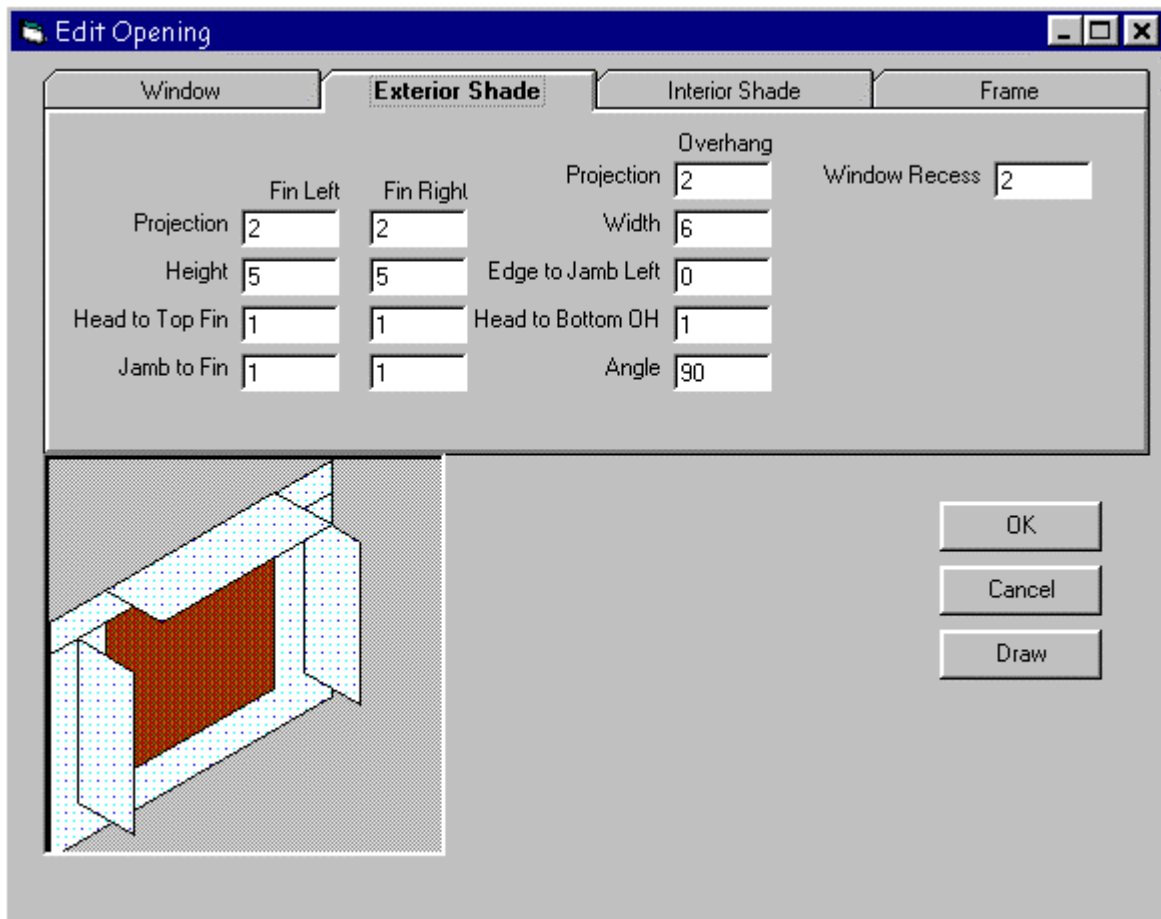 Edit Opening
Window Exterior Shade Interior Shade Frame
Overhang
Projection 2 Window Recess 2
Fin Left Fin Right
Projection 2 2 Width 6
Height 5 5 Edge to Jamb Left 0
Head to Top Fin 1 1 Head to Bottom OH 1
Jamb to Fin 1 1 Angle 90
OK
Cancel
Draw